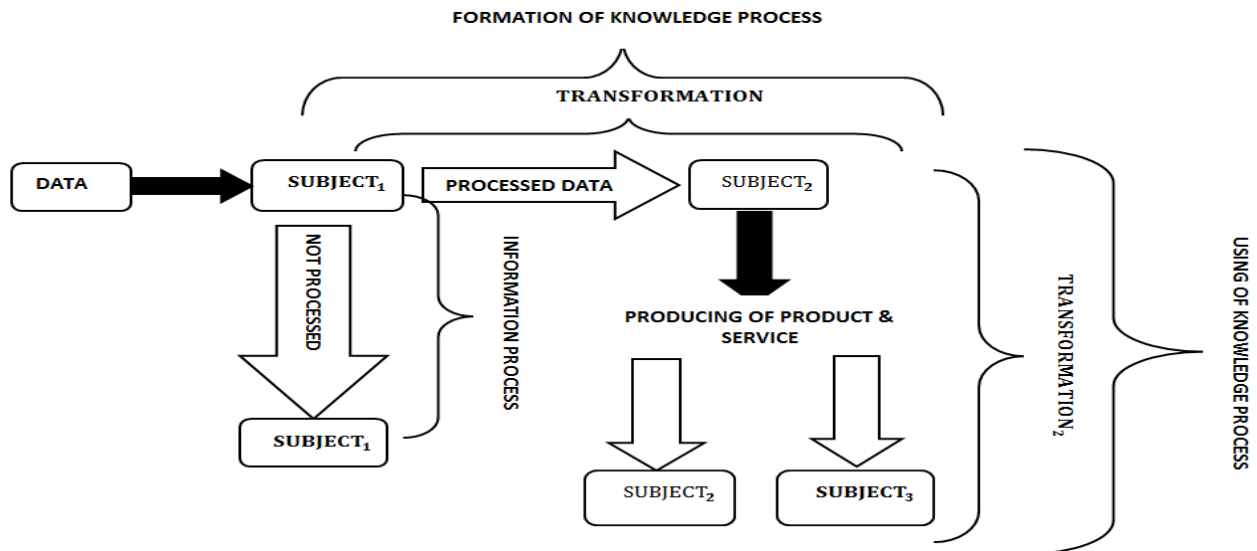 FORMATION OF KNOWLEDGE PROCESS
TRANSFORMATION
DATA
SUBJECT₁
PROCESSED DATA
SUBJECT₂
NOT PROCESSED
INFORMATION PROCESS
PRODUCING OF PRODUCT &
SERVICE
TRANSFORMATION₂
USING OF KNOWLEDGE PROCESS
SUBJECT₁
SUBJECT₂
SUBJECT₃